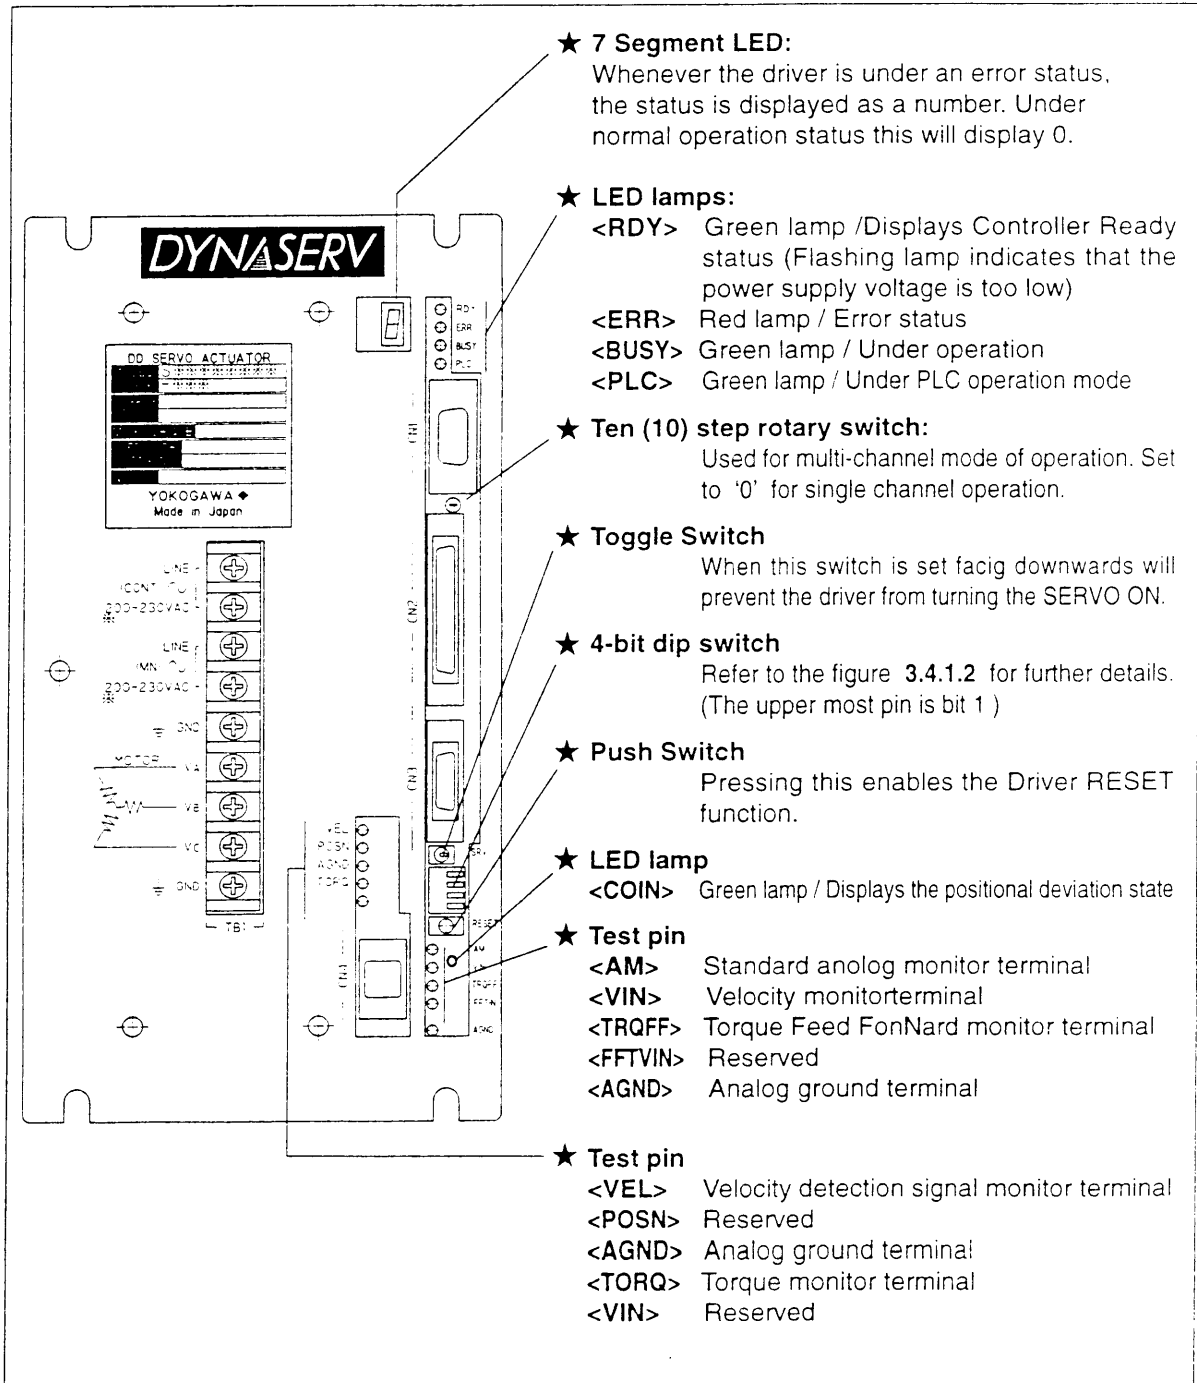 ★ 7 Segment LED:
Whenever the driver is under an error status,
the status is displayed as a number. Under
normal operation status this will display 0.
★ LED lamps:
<RDY> Green lamp /Displays Controller Ready
status (Flashing lamp indicates that the
power supply voltage is too low)
<ERR> Red lamp / Error status
<BUSY> Green lamp / Under operation
<PLC> Green lamp / Under PLC operation mode
★ Ten (10) step rotary switch:
Used for multi-channel mode of operation. Set
to '0' for single channel operation.
★ Toggle Switch
When this switch is set facig downwards will
prevent the driver from turning the SERVO ON.
★ 4-bit dip switch
Refer to the figure 3.4.1.2 for further details.
(The upper most pin is bit 1 )
★ Push Switch
Pressing this enables the Driver RESET
function.
★ LED lamp
<COIN> Green lamp / Displays the positional deviation state
★ Test pin
<AM> Standard anolog monitor terminal
<VIN> Velocity monitorterminal
<TRQFF> Torque Feed FonNard monitor terminal
<FFTVIN> Reserved
<AGND> Analog ground terminal
★ Test pin
<VEL> Velocity detection signal monitor terminal
<POSN> Reserved
<AGND> Analog ground terminal
<TORQ> Torque monitor terminal
<VIN> Reserved
DYNASERV
8
RDY
ERR
BUSY
PLC
DD SERVO ACTUATOR
YOKOGAWA ◆
Made in Japan
CN1
CN2
CN3
CN4
LINE
200-230VAC
LINE
200-230VAC
GND
MOTOR
VA
VB
VC
GND
TB1
VEL
POSN
AGND
TORQ
SRV
RESET
AM
TRQFF
AGND